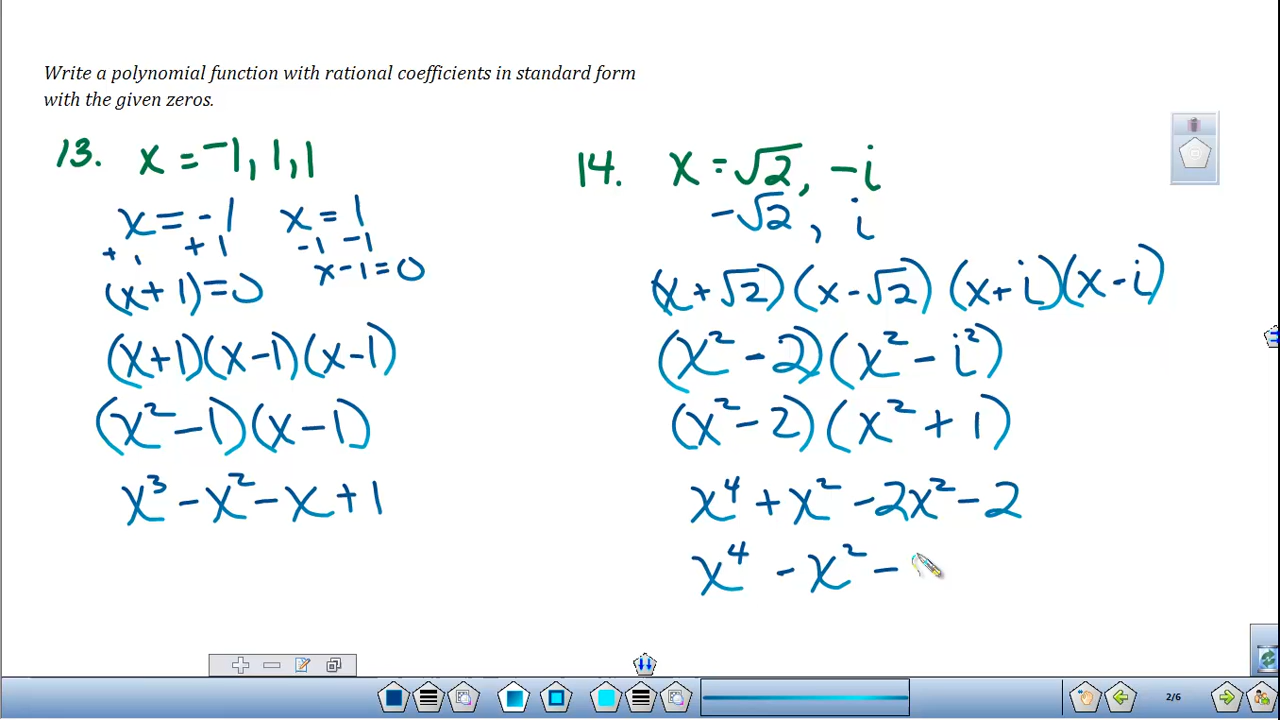 Write a polynomial function with rational coefficients in standard form
with the given zeros.
13. x = -1, 1, 1
x = -1 x = 1
+1 +1 -1 -1
(x+1)=0 x-1=0
(x+1)(x-1)(x-1)
(x²-1)(x-1)
x³-x²-x+1
14. x=√2, -i
-√2, i
(x+√2)(x-√2)(x+i)(x-i)
(x²-2)(x²-i²)
(x²-2)(x²+1)
x⁴+x²-2x²-2
x⁴-x²-
2/6